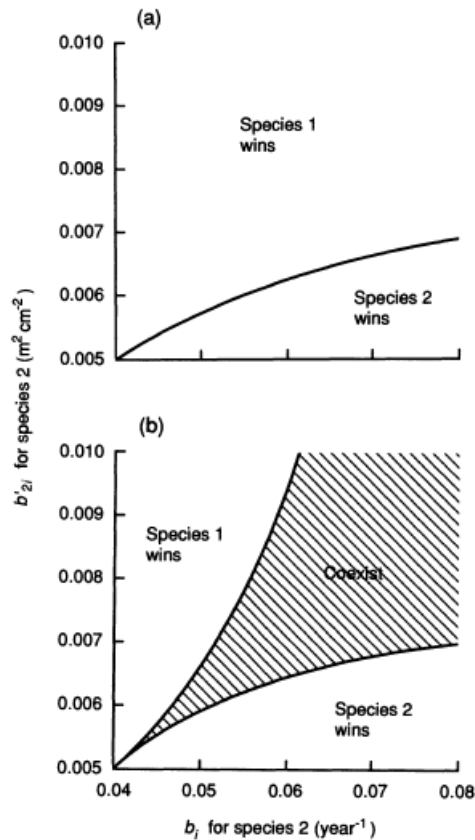 (a)
0.010
0.009
0.008
0.007
0.006
0.005
Species 1
wins
Species 2
wins
b'2i for species 2 (m² cm⁻²)
(b)
0.010
0.009
0.008
0.007
0.006
0.005
Species 1
wins
Coexist
Species 2
wins
0.04 0.05 0.06 0.07 0.08
bi for species 2 (year⁻¹)